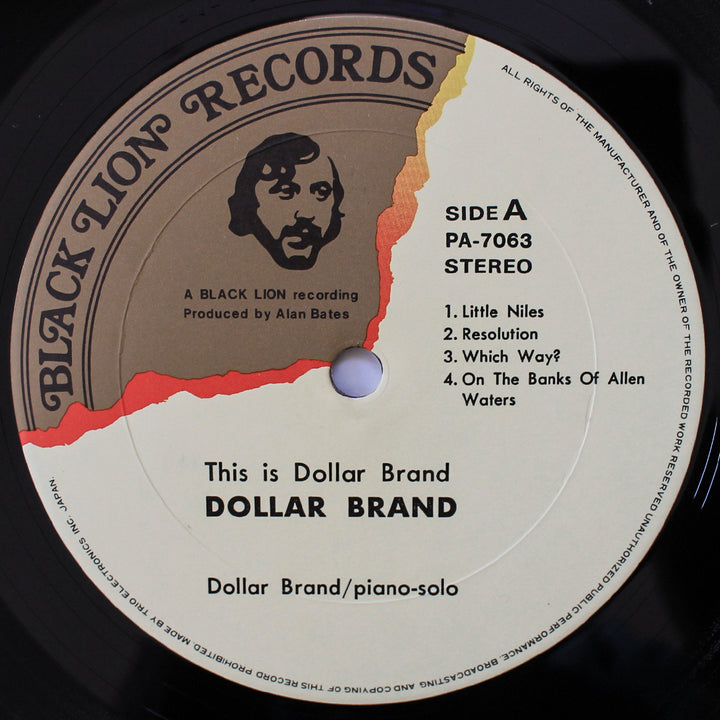 BLACK LION RECORDS
A BLACK LION recording
Produced by Alan Bates
SIDE A
PA-7063
STEREO
1. Little Niles
2. Resolution
3. Which Way?
4. On The Banks Of Allen
Waters
This is Dollar Brand
DOLLAR BRAND
Dollar Brand/piano-solo
ALL RIGHTS OF THE MANUFACTURER AND OF THE OWNER OF THE RECORDED WORK RESERVED UNAUTHORIZED PUBLIC PERFORMANCE. BROADCASTING AND COPYING OF THIS RECORD PROHIBITED MADE BY TRIO ELECTRONICS INC. JAPAN.